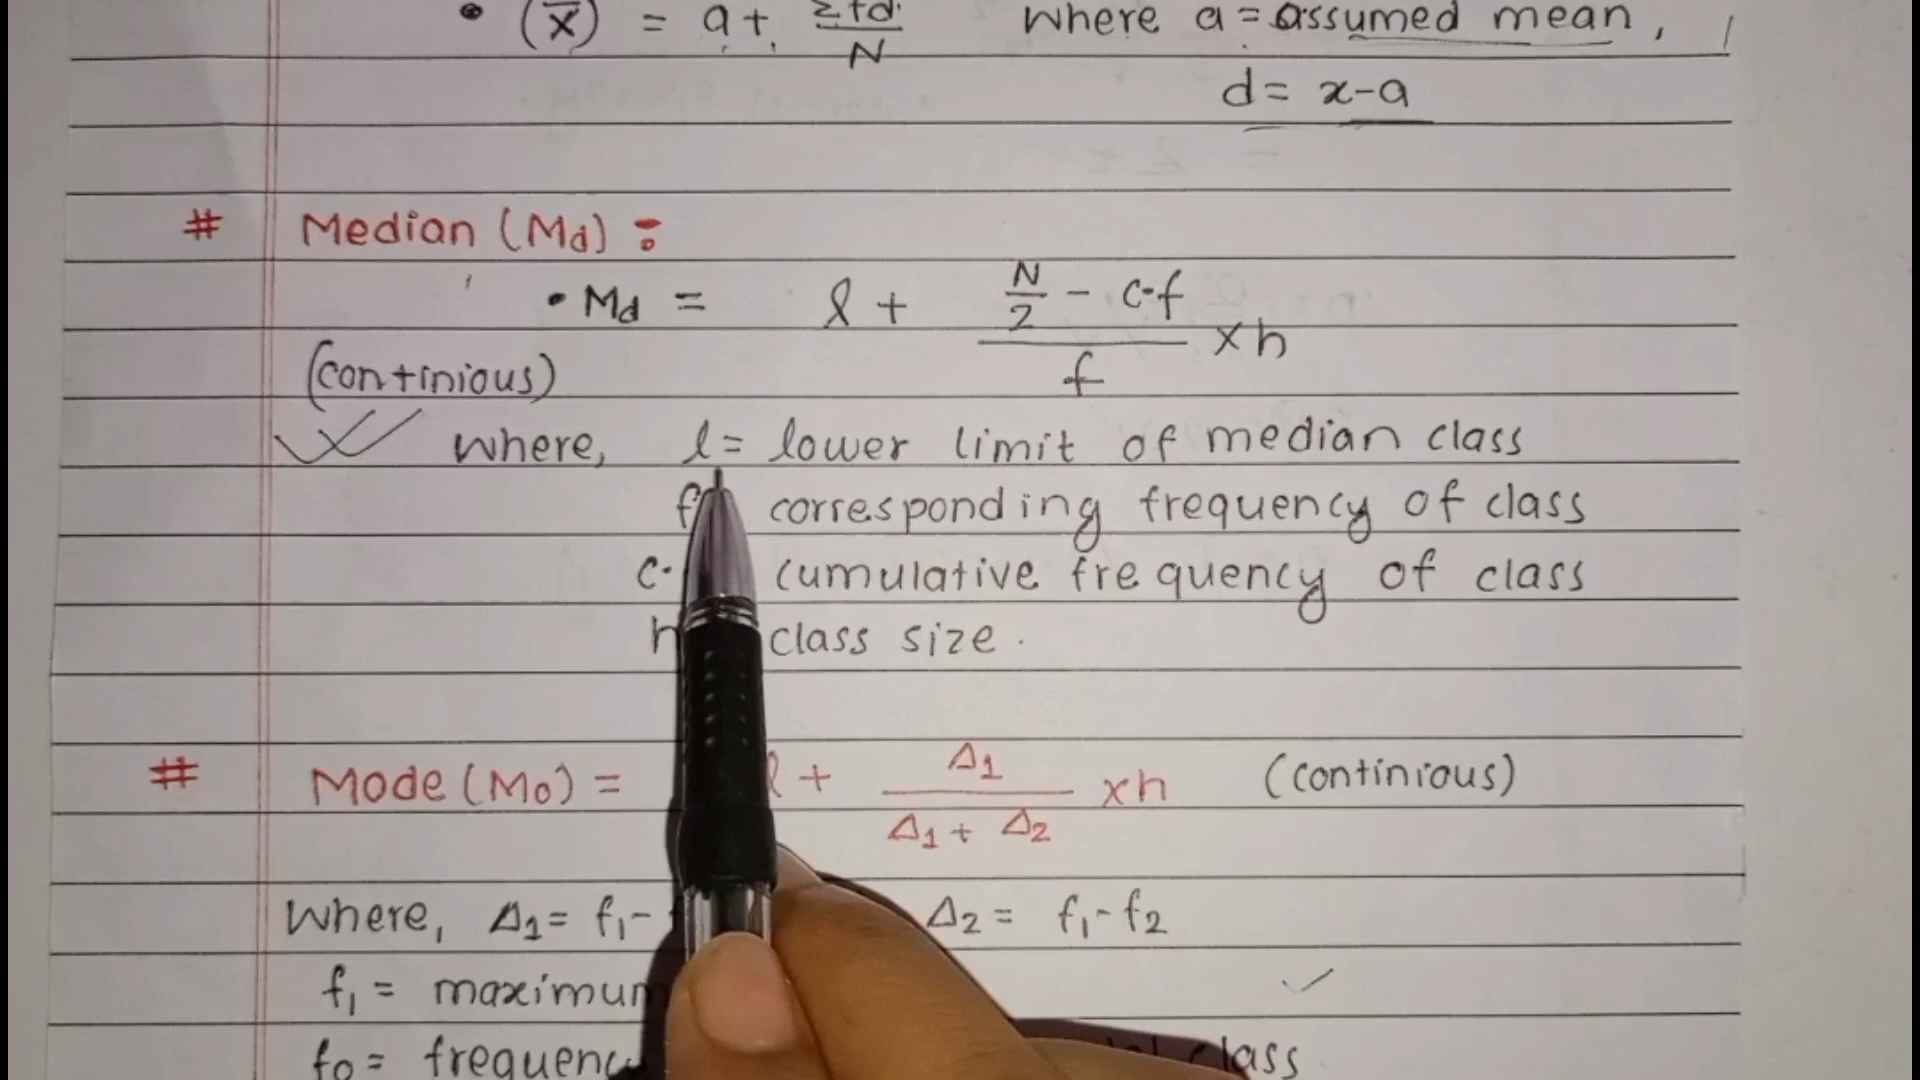 • (x̄) = a + Σfd / N where a = assumed mean,
d = x-a
# Median (Md) :
• Md = l + (N/2 - c.f) / f × h
(continious)
where, l = lower limit of median class
f corresponding frequency of class
c. cumulative frequency of class
h class size.
# Mode (Mo) = l + Δ1 / (Δ1 + Δ2) × h (continious)
Where, Δ1 = f1 - Δ2 = f1 - f2
f1 = maximum
f0 = frequency class